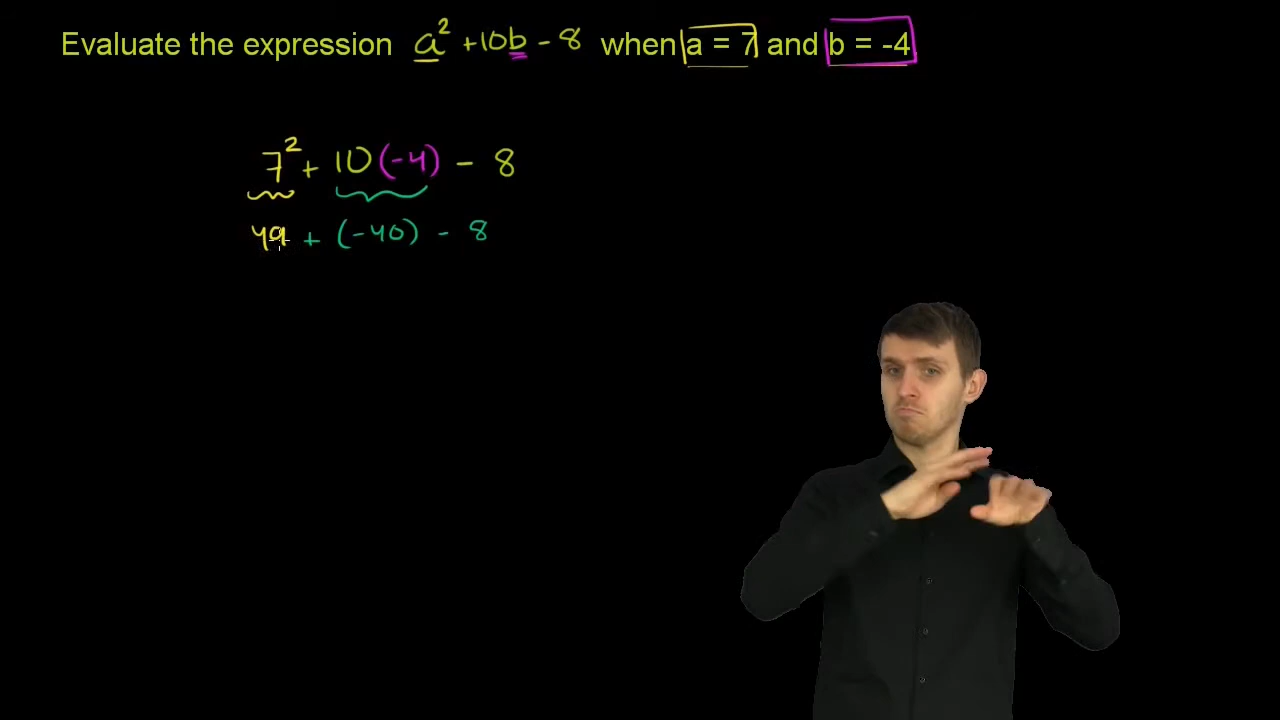 Evaluate the expression a² + 10b - 8 when a = 7 and b = -4.
7² + 10(-4) - 8
49 + (-40) - 8